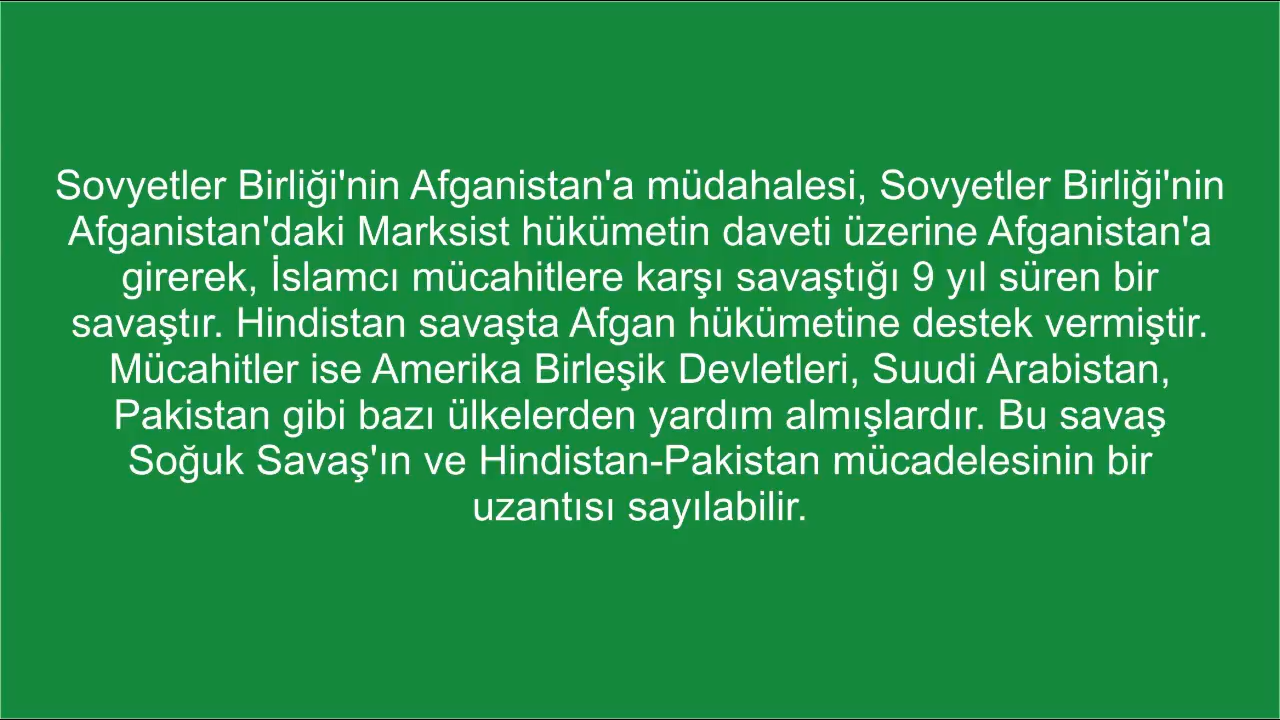 Sovyetler Birliği'nin Afganistan'a müdahalesi, Sovyetler Birliği'nin
Afganistan'daki Marksist hükümetin daveti üzerine Afganistan'a
girerek, İslamcı mücahitlere karşı savaştığı 9 yıl süren bir
savaştır. Hindistan savaşta Afgan hükümetine destek vermiştir.
Mücahitler ise Amerika Birleşik Devletleri, Suudi Arabistan,
Pakistan gibi bazı ülkelerden yardım almışlardır. Bu savaş
Soğuk Savaş'ın ve Hindistan-Pakistan mücadelesinin bir
uzantısı sayılabilir.